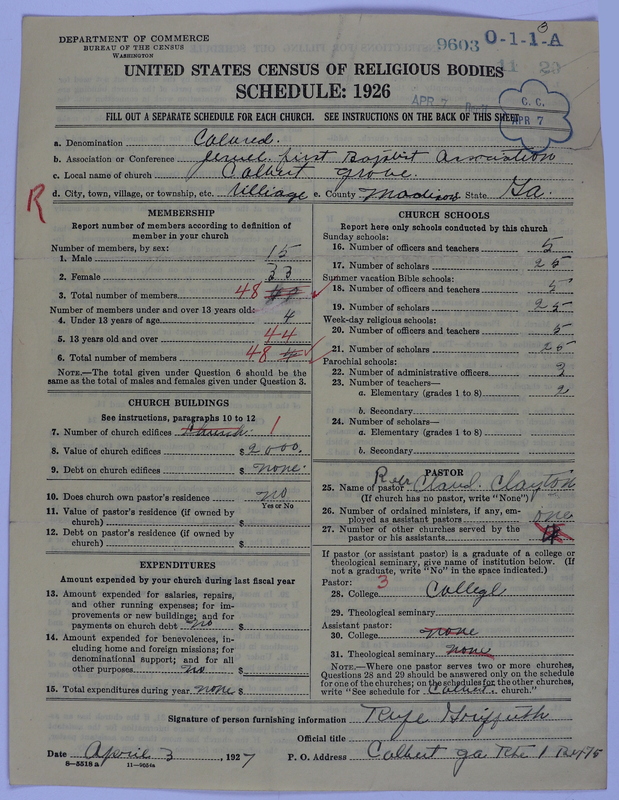 DEPARTMENT OF COMMERCE
BUREAU OF THE CENSUS
WASHINGTON
9603 O-1-1-A
3
11 29
UNITED STATES CENSUS OF RELIGIOUS BODIES
SCHEDULE: 1926
APR 7
C. C.
APR 7
FILL OUT A SEPARATE SCHEDULE FOR EACH CHURCH. SEE INSTRUCTIONS ON THE BACK OF THIS SHEET
a. Denomination Colored.
b. Association or Conference Jeruel first Baptist Association
c. Local name of church Colbert Grove.
R
d. City, town, village, or township, etc. Villiage e. County Madison State Ga.
MEMBERSHIP
Report number of members according to definition of
member in your church
Number of members, by sex:
1. Male 15
2. Female 33
3. Total number of members 48
Number of members under and over 13 years old:
4. Under 13 years of age 4
5. 13 years old and over 44
6. Total number of members 48
NOTE.—The total given under Question 6 should be
the same as the total of males and females given under Question 3.
CHURCH BUILDINGS
See instructions, paragraphs 10 to 12
7. Number of church edifices Church 1
8. Value of church edifices $2000.
9. Debt on church edifices $ none.
10. Does church own pastor's residence no
Yes or No
11. Value of pastor's residence (if owned by
church) $
12. Debt on pastor's residence (if owned by
church) $
EXPENDITURES
Amount expended by your church during last fiscal year
13. Amount expended for salaries, repairs,
and other running expenses; for im-
provements or new buildings; and for
payments on church debt no $
14. Amount expended for benevolences, in-
cluding home and foreign missions; for
denominational support; and for all
other purposes no $
15. Total expenditures during year none $
CHURCH SCHOOLS
Report here only schools conducted by this church
Sunday schools:
16. Number of officers and teachers 5
17. Number of scholars 25
Summer vacation Bible schools:
18. Number of officers and teachers 5
19. Number of scholars 25
Week-day religious schools:
20. Number of officers and teachers 5
21. Number of scholars 25
Parochial schools:
22. Number of administrative officers 3
23. Number of teachers—
a. Elementary (grades 1 to 8) 2
b. Secondary
24. Number of scholars—
a. Elementary (grades 1 to 8)
b. Secondary
PASTOR
25. Name of pastor Rev Claud. Clayton
(If church has no pastor, write "None")
26. Number of ordained ministers, if any, em-
ployed as assistant pastors one
27. Number of other churches served by the
pastor or his assistants
If pastor (or assistant pastor) is a graduate of a college or
theological seminary, give name of institution below. (If
not a graduate, write "No" in the space indicated.)
Pastor:
28. College 3 College
29. Theological seminary
Assistant pastor:
30. College none
31. Theological seminary none
NOTE.—Where one pastor serves two or more churches,
Questions 28 and 29 should be answered only on the schedule
for one of the churches; on the schedules for the other churches,
write "See schedule for Colbert. church."
Signature of person furnishing information Rufe Griffeth
Official title
Date April 3, 1927 P. O. Address Colbert ga Rte 1 Box 75
8-5518 a 11-9054a